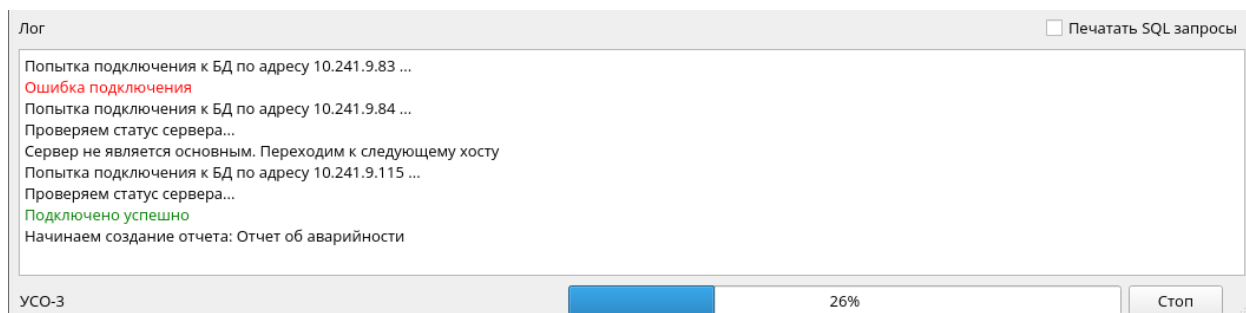 Лог
Печатать SQL запросы
Попытка подключения к БД по адресу 10.241.9.83 ...
Ошибка подключения
Попытка подключения к БД по адресу 10.241.9.84 ...
Проверяем статус сервера...
Сервер не является основным. Переходим к следующему хосту
Попытка подключения к БД по адресу 10.241.9.115 ...
Проверяем статус сервера...
Подключено успешно
Начинаем создание отчета: Отчет об аварийности
УСО-3
26%
Стоп